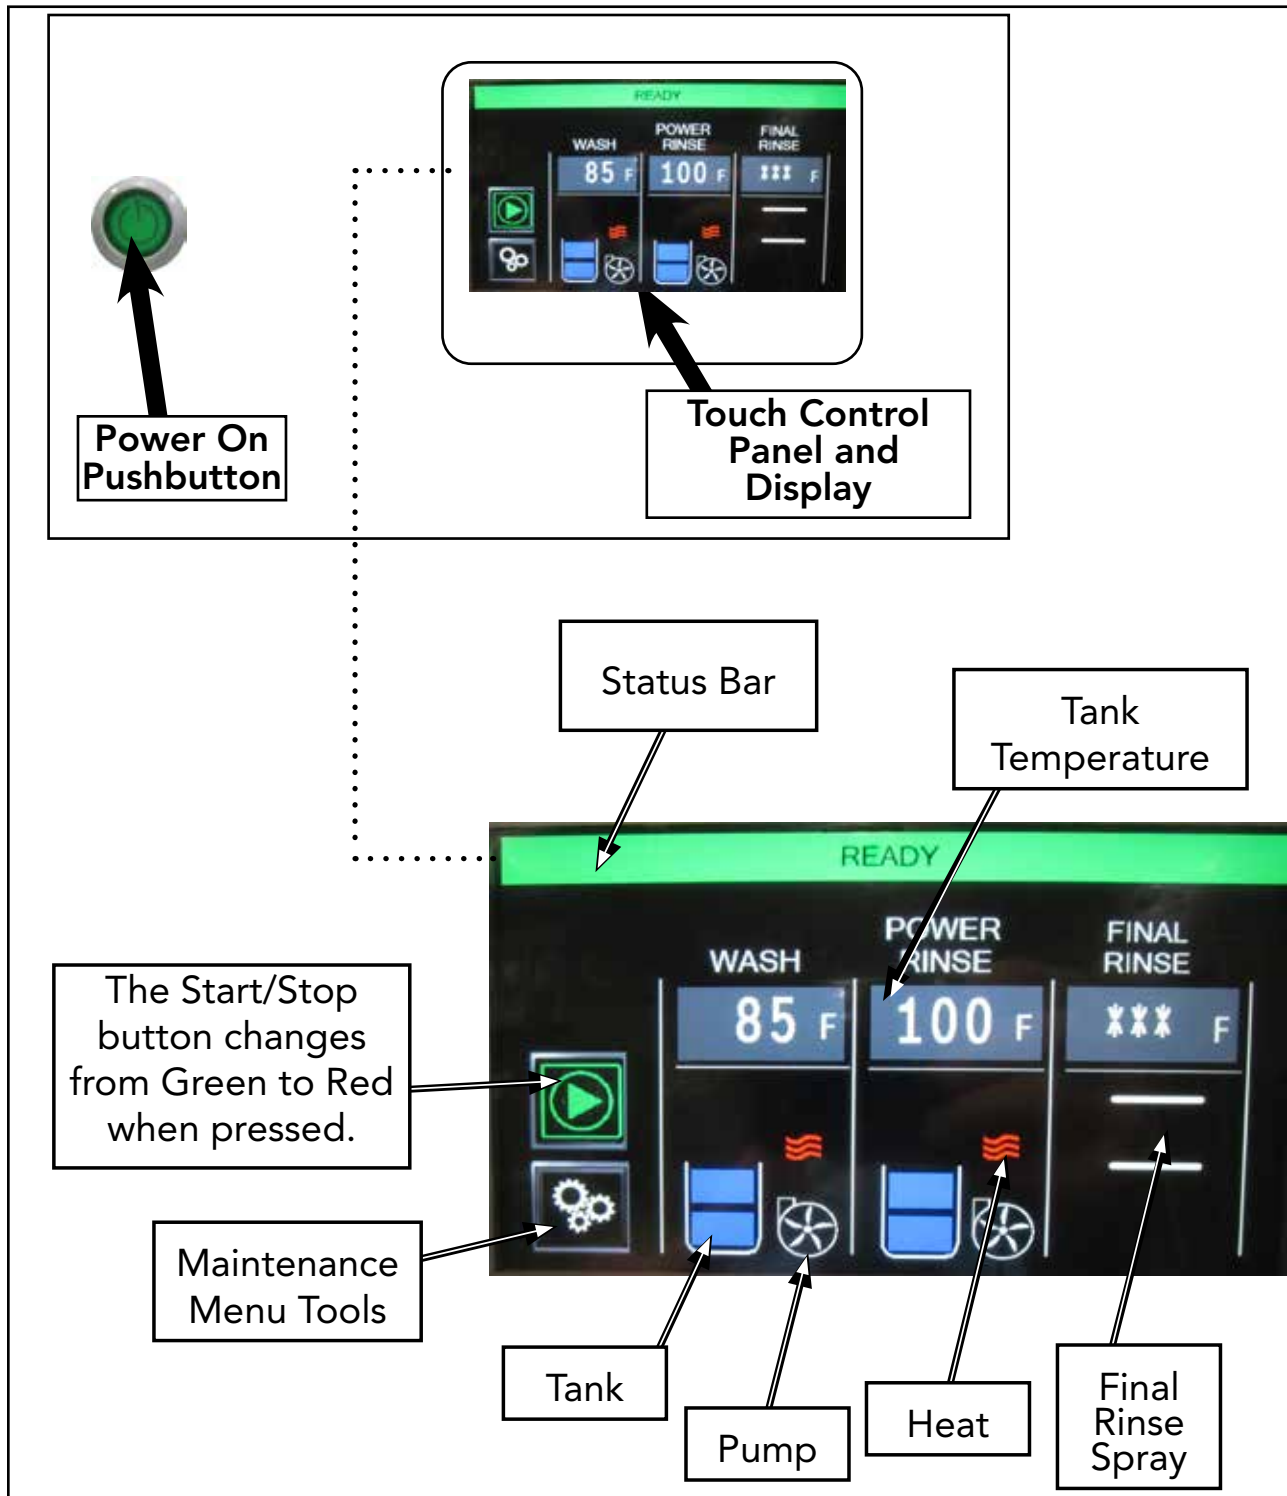 READY
WASH
POWER
RINSE
FINAL
RINSE
85 F
100 F
*** F
Power On
Pushbutton
Touch Control
Panel and
Display
Status Bar
Tank
Temperature
READY
WASH
POWER
RINSE
FINAL
RINSE
85 F
100 F
*** F
The Start/Stop
button changes
from Green to Red
when pressed.
Maintenance
Menu Tools
Tank
Pump
Heat
Final
Rinse
Spray